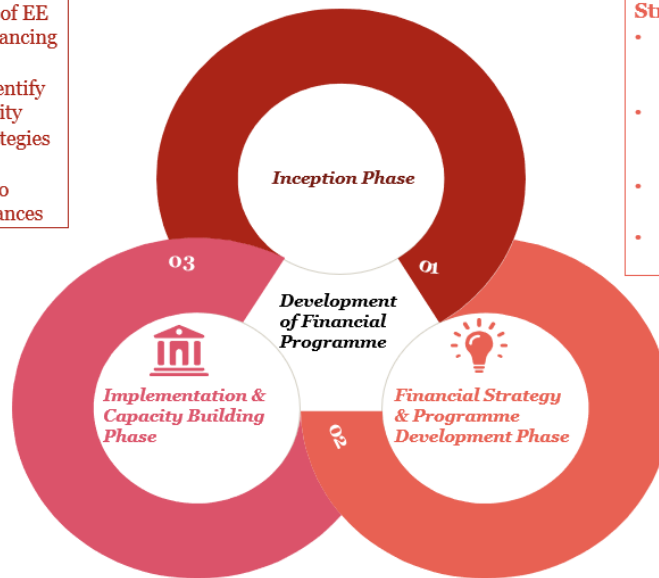 of EE
ancing
entify
ity
tegies
o
ances
Str
•
•
•
•
Inception Phase
01
03
Development
of Financial
Programme
Implementation &
Capacity Building
Phase
Financial Strategy
& Programme
Development Phase
02